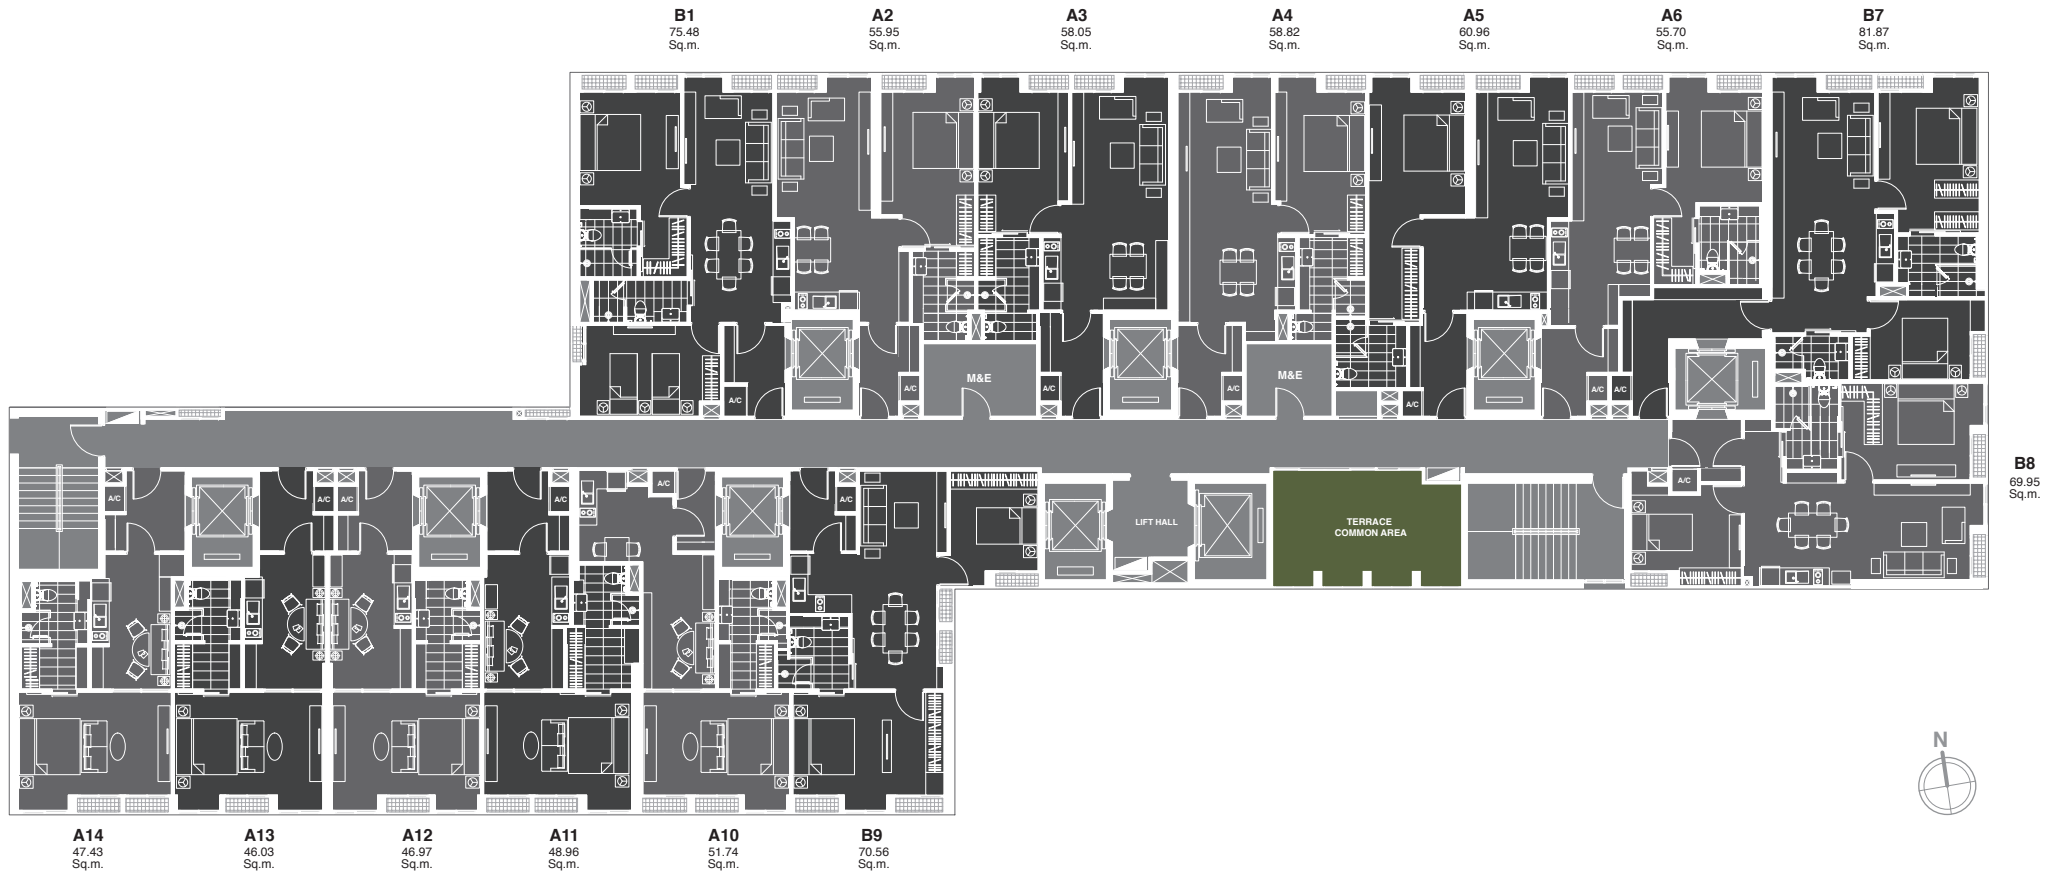 B1
75.48
Sq.m.
A2
55.95
Sq.m.
A3
58.05
Sq.m.
A4
58.82
Sq.m.
A5
60.96
Sq.m.
A6
55.70
Sq.m.
B7
81.87
Sq.m.
M&E
M&E
A/C
A/C
A/C
A/C
A/C
A/C
A/C
B8
69.95
Sq.m.
A/C
A/C
A/C
A/C
A/C
A/C
A/C
LIFT HALL
TERRACE
COMMON AREA
N
A14
47.43
Sq.m.
A13
46.03
Sq.m.
A12
46.97
Sq.m.
A11
48.96
Sq.m.
A10
51.74
Sq.m.
B9
70.56
Sq.m.